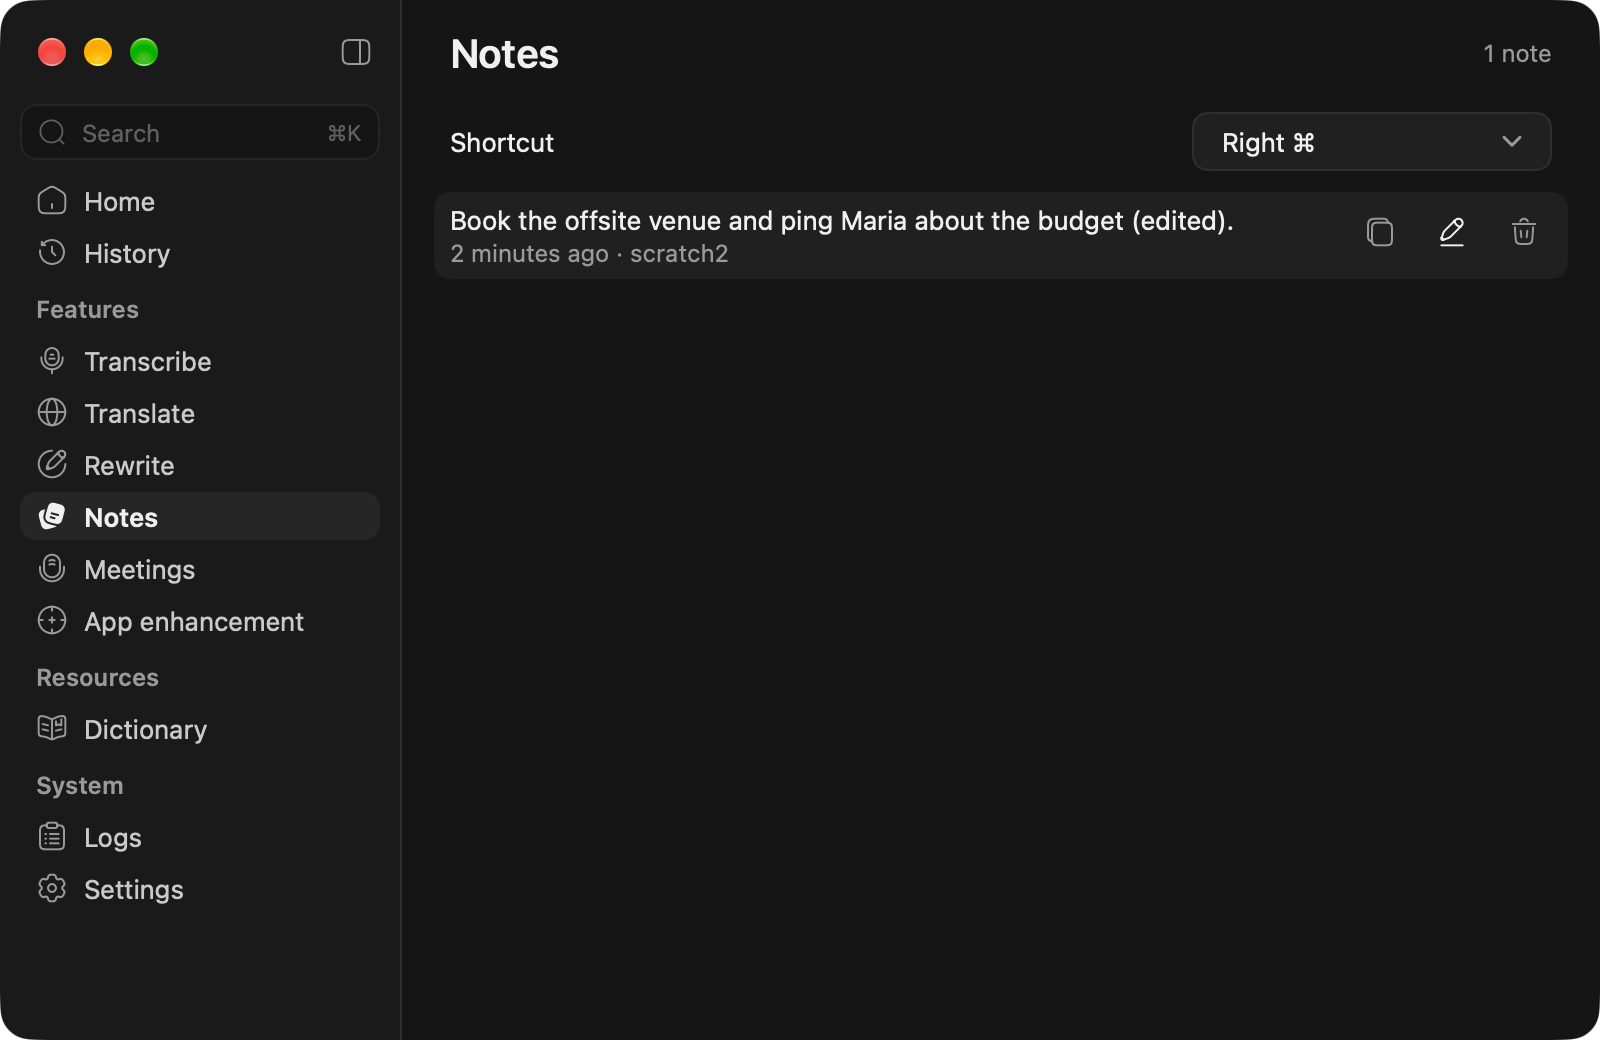 Notes
1 note
Search
⌘K
Shortcut
Right ⌘
Home
History
Features
Transcribe
Translate
Rewrite
Notes
Meetings
App enhancement
Resources
Dictionary
System
Logs
Settings
Book the offsite venue and ping Maria about the budget (edited).
2 minutes ago · scratch2